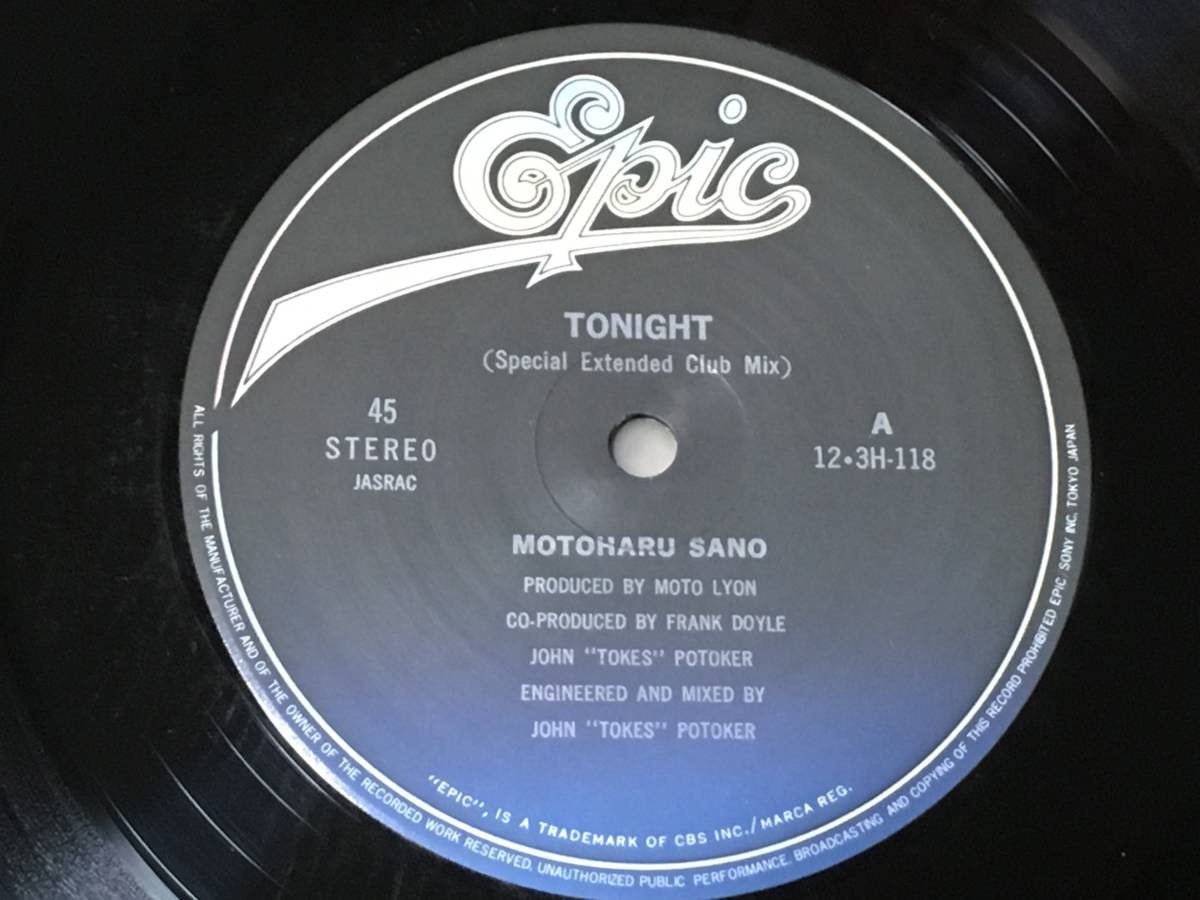 Epic
TONIGHT
(Special Extended Club Mix)
45
STEREO
JASRAC
A
12•3H-118
MOTOHARU SANO
PRODUCED BY MOTO LYON
CO-PRODUCED BY FRANK DOYLE
JOHN "TOKES" POTOKER
ENGINEERED AND MIXED BY
JOHN "TOKES" POTOKER
"EPIC", IS A TRADEMARK OF CBS INC./MARCA REG.
ALL RIGHTS OF THE MANUFACTURER AND OF THE OWNER OF THE RECORDED WORK RESERVED. UNAUTHORIZED PUBLIC PERFORMANCE. BROADCASTING AND COPYING OF THIS RECORD PROHIBITED EPIC/SONY INC, TOKYO JAPAN